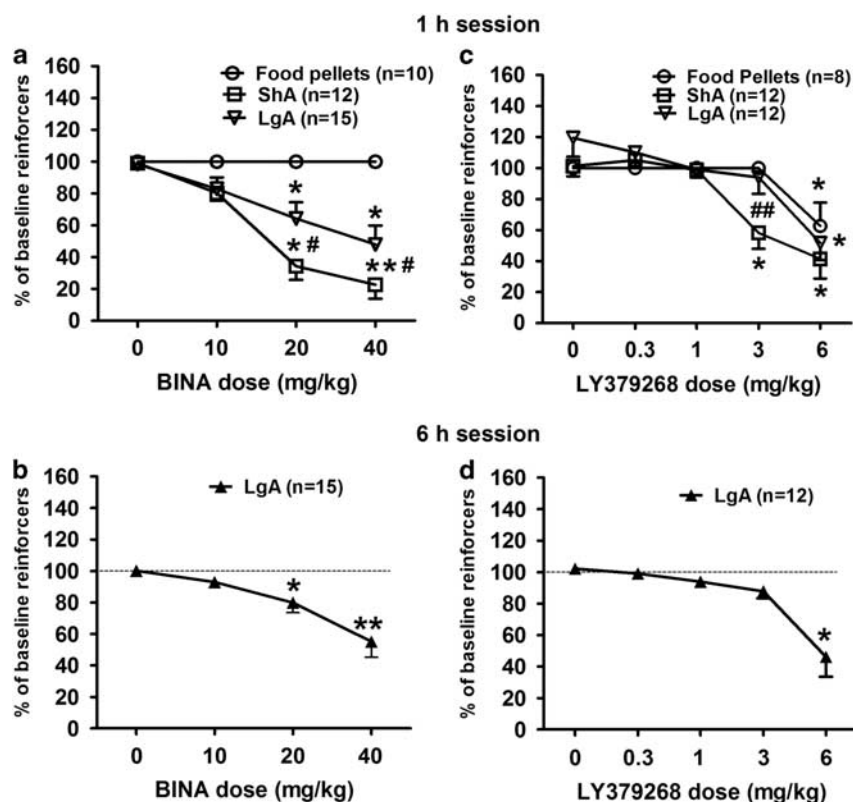 1 h session
a
160
140
120
100
80
60
40
20
0
% of baseline reinforcers
Food pellets (n=10)
ShA (n=12)
LgA (n=15)
*
*
*#
**#
0 10 20 40
BINA dose (mg/kg)
c
160
140
120
100
80
60
40
20
0
% of baseline reinforcers
Food Pellets (n=8)
ShA (n=12)
LgA (n=12)
##
*
*
*
*
0 0.3 1 3 6
LY379268 dose (mg/kg)
6 h session
b
160
140
120
100
80
60
40
20
0
% of baseline reinforcers
LgA (n=15)
*
**
0 10 20 40
BINA dose (mg/kg)
d
160
140
120
100
80
60
40
20
0
% of baseline reinforcers
LgA (n=12)
*
0 0.3 1 3 6
LY379268 dose (mg/kg)